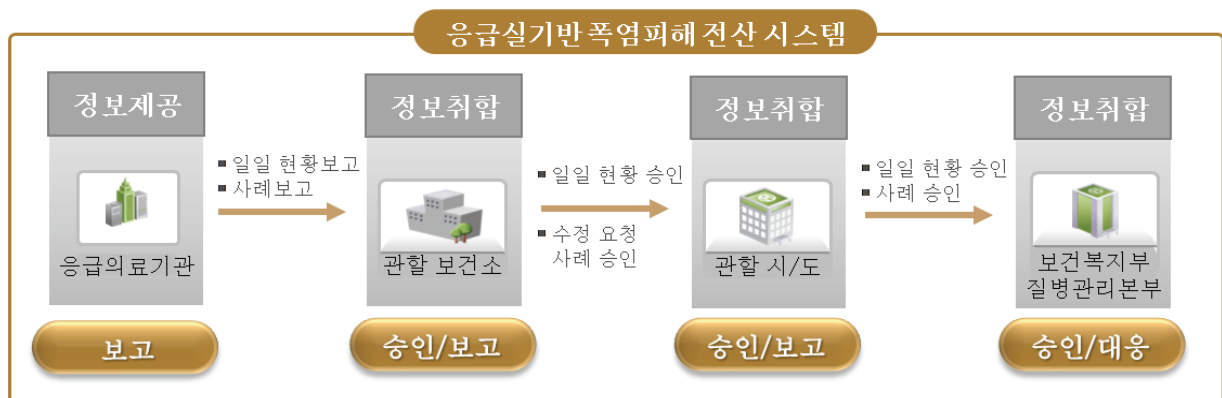 응급실기반 폭염피해 전산 시스템
정보제공
응급의료기관
보고
▪ 일일 현황보고
▪ 사례보고
정보취합
관할 보건소
승인/보고
▪ 일일 현황 승인
▪ 수정 요청
사례 승인
정보취합
관할 시/도
승인/보고
▪ 일일 현황 승인
▪ 사례 승인
정보취합
보건복지부
질병관리본부
승인/대응